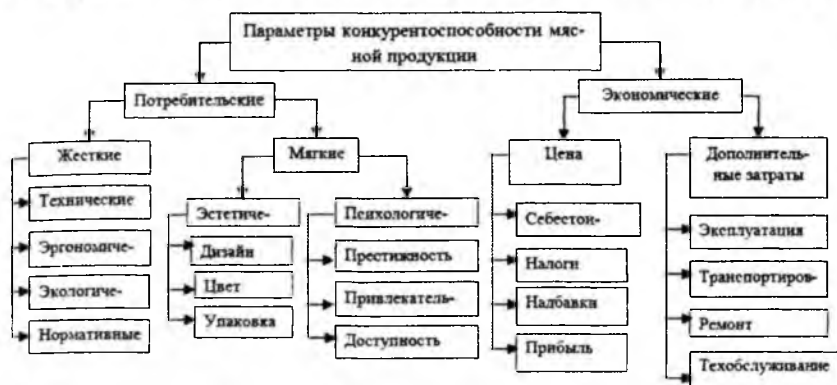 Параметры конкурентоспособности мяс-
ной продукции
Потребительские
Экономические
Жесткие
Мягкие
Цена
Дополнитель-
ные затраты
Технические
Эргономиче-
Экологиче-
Нормативные
Эстетиче-
Дизайн
Цвет
Упаковка
Психологиче-
Престижность
Привлекатель-
Доступность
Себестои-
Налоги
Надбавки
Прибыль
Эксплуатация
Транспортиров-
Ремонт
Техобслуживание